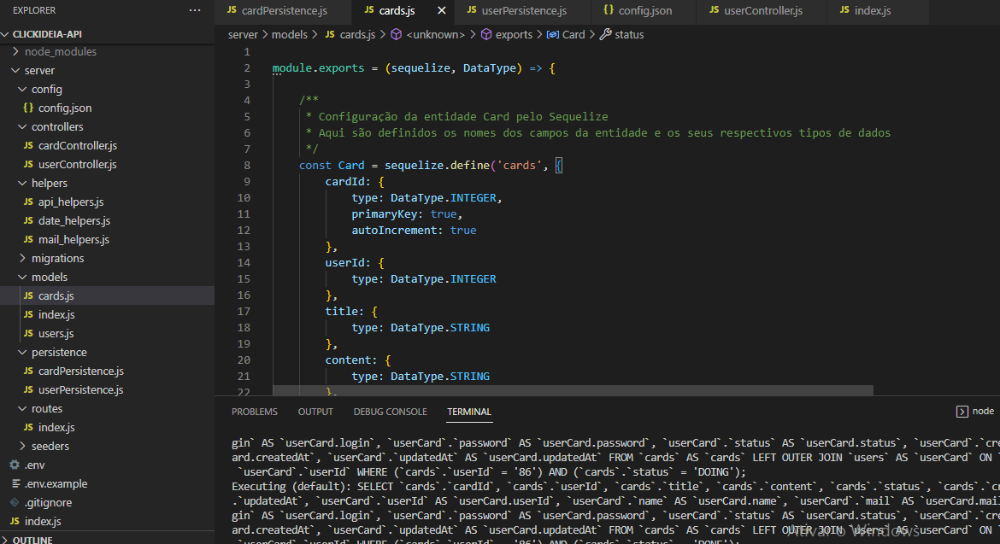 EXPLORER ···
CLICKIDEIA-API
node_modules
server
config
{} config.json
controllers
JS cardController.js
JS userController.js
helpers
JS api_helpers.js
JS date_helpers.js
JS mail_helpers.js
migrations
models
JS cards.js
JS index.js
JS users.js
persistence
JS cardPersistence.js
JS userPersistence.js
routes
JS index.js
seeders
.env
.env.example
.gitignore
JS index.js
OUTLINE
JS cardPersistence.js JS cards.js × JS userPersistence.js {} config.json JS userController.js JS index.js
server > models > JS cards.js > <unknown> > exports > Card > status
1
2 module.exports = (sequelize, DataType) => {
3
4 /**
5 * Configuração da entidade Card pelo Sequelize
6 * Aqui são definidos os nomes dos campos da entidade e os seus respectivos tipos de dados
7 */
8 const Card = sequelize.define('cards', {
9 cardId: {
10 type: DataType.INTEGER,
11 primaryKey: true,
12 autoIncrement: true
13 },
14 userId: {
15 type: DataType.INTEGER
16 },
17 title: {
18 type: DataType.STRING
19 },
20 content: {
21 type: DataType.STRING
22 },
PROBLEMS OUTPUT DEBUG CONSOLE TERMINAL node
gin` AS `userCard.login`, `userCard`.`password` AS `userCard.password`, `userCard`.`status` AS `userCard.status`, `userCard`.`cre
ard.createdAt`, `userCard`.`updatedAt` AS `userCard.updatedAt` FROM `cards` AS `cards` LEFT OUTER JOIN `users` AS `userCard` ON `
`userCard`.`userId` WHERE (`cards`.`userId` = '86') AND (`cards`.`status` = 'DOING');
Executing (default): SELECT `cards`.`cardId`, `cards`.`userId`, `cards`.`title`, `cards`.`content`, `cards`.`status`, `cards`.`cr
.`updatedAt`, `userCard`.`userId` AS `userCard.userId`, `userCard`.`name` AS `userCard.name`, `userCard`.`mail` AS `userCard.mail
gin` AS `userCard.login`, `userCard`.`password` AS `userCard.password`, `userCard`.`status` AS `userCard.status`, `userCard`.`cre
ard.createdAt`, `userCard`.`updatedAt` AS `userCard.updatedAt` FROM `cards` AS `cards` LEFT OUTER JOIN `users` AS `userCard` ON `
`userCard`.`userId` WHERE (`cards`.`userId` = '86') AND (`cards`.`status` = 'DONE');
Ativar o Windows